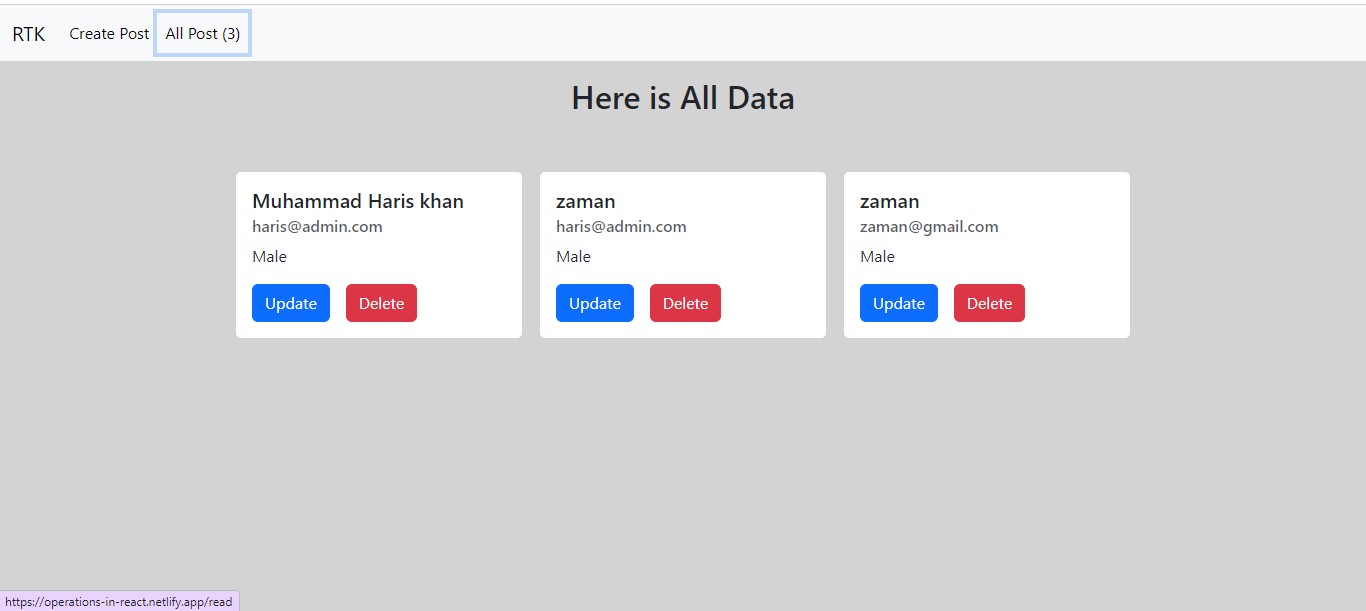 RTK Create Post All Post (3)
Here is All Data
Muhammad Haris khan
haris@admin.com
Male
Update Delete
zaman
haris@admin.com
Male
Update Delete
zaman
zaman@gmail.com
Male
Update Delete
https://operations-in-react.netlify.app/read